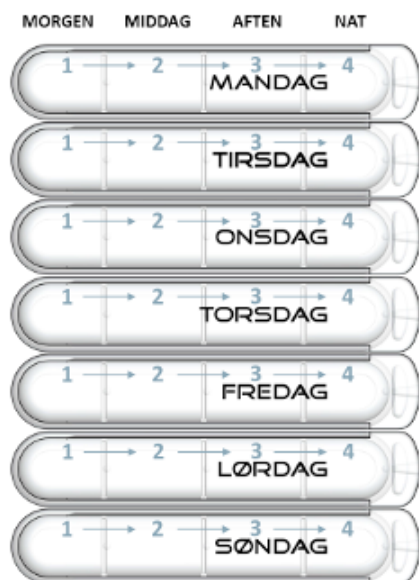 MORGEN MIDDAG AFTEN NAT
1 → 2 → 3 → 4
MANDAG
1 → 2 → 3 → 4
TIRSDAG
1 → 2 → 3 → 4
ONSDAG
1 → 2 → 3 → 4
TORSDAG
1 → 2 → 3 → 4
FREDAG
1 → 2 → 3 → 4
LØRDAG
1 → 2 → 3 → 4
SØNDAG